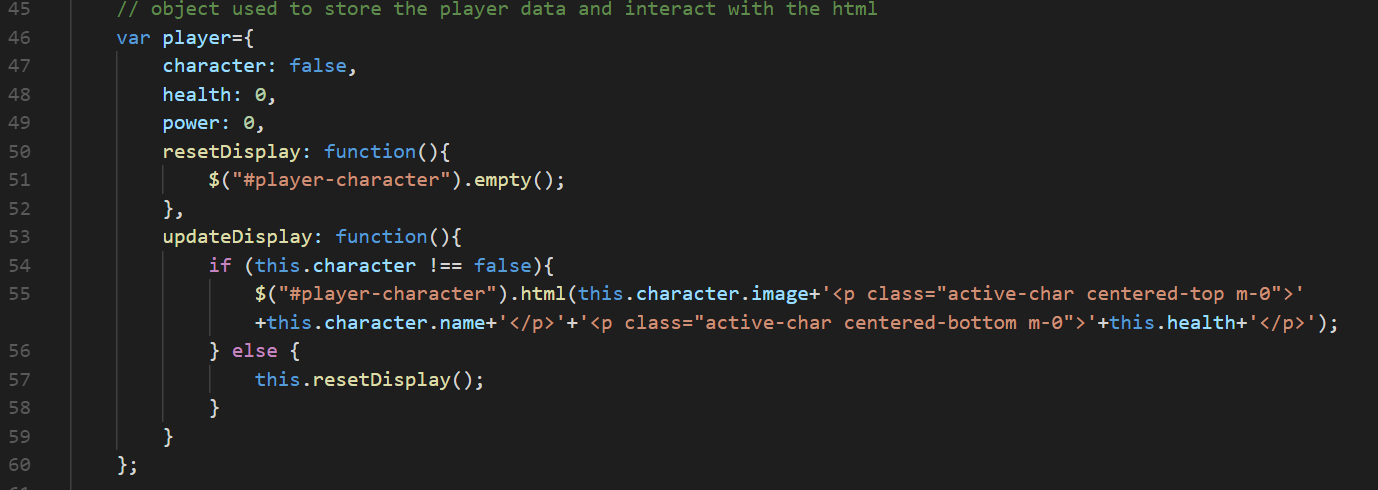 45 // object used to store the player data and interact with the html
46 var player={
47 character: false,
48 health: 0,
49 power: 0,
50 resetDisplay: function(){
51 $("#player-character").empty();
52 },
53 updateDisplay: function(){
54 if (this.character !== false){
55 $("#player-character").html(this.character.image+'<p class="active-char centered-top m-0">'
+this.character.name+'</p>'+'<p class="active-char centered-bottom m-0">'+this.health+'</p>');
56 } else {
57 this.resetDisplay();
58 }
59 }
60 };